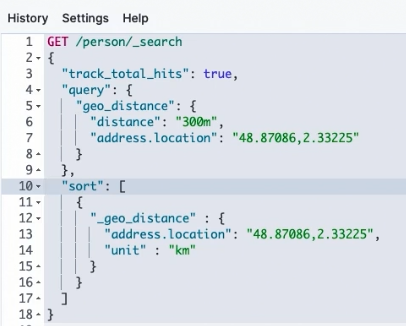 History Settings Help
1 GET /person/_search
2 {
3 "track_total_hits": true,
4 "query": {
5 "geo_distance": {
6 "distance": "300m",
7 "address.location": "48.87086,2.33225"
8 }
9 },
10 "sort": [
11 {
12 "_geo_distance" : {
13 "address.location": "48.87086,2.33225",
14 "unit" : "km"
15 }
16 }
17 ]
18 }